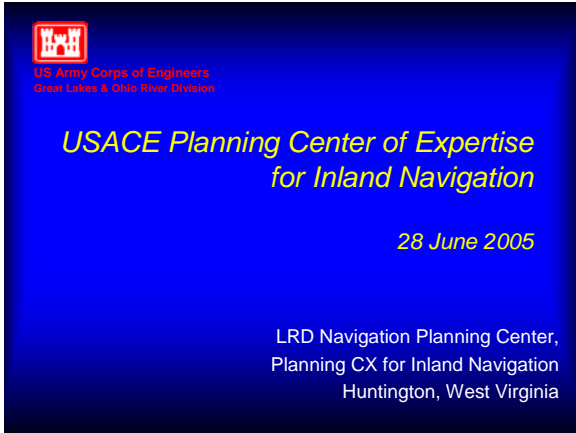 US Army Corps of Engineers
Great Lakes & Ohio River Division
USACE Planning Center of Expertise
for Inland Navigation
28 June 2005
LRD Navigation Planning Center,
Planning CX for Inland Navigation
Huntington, West Virginia